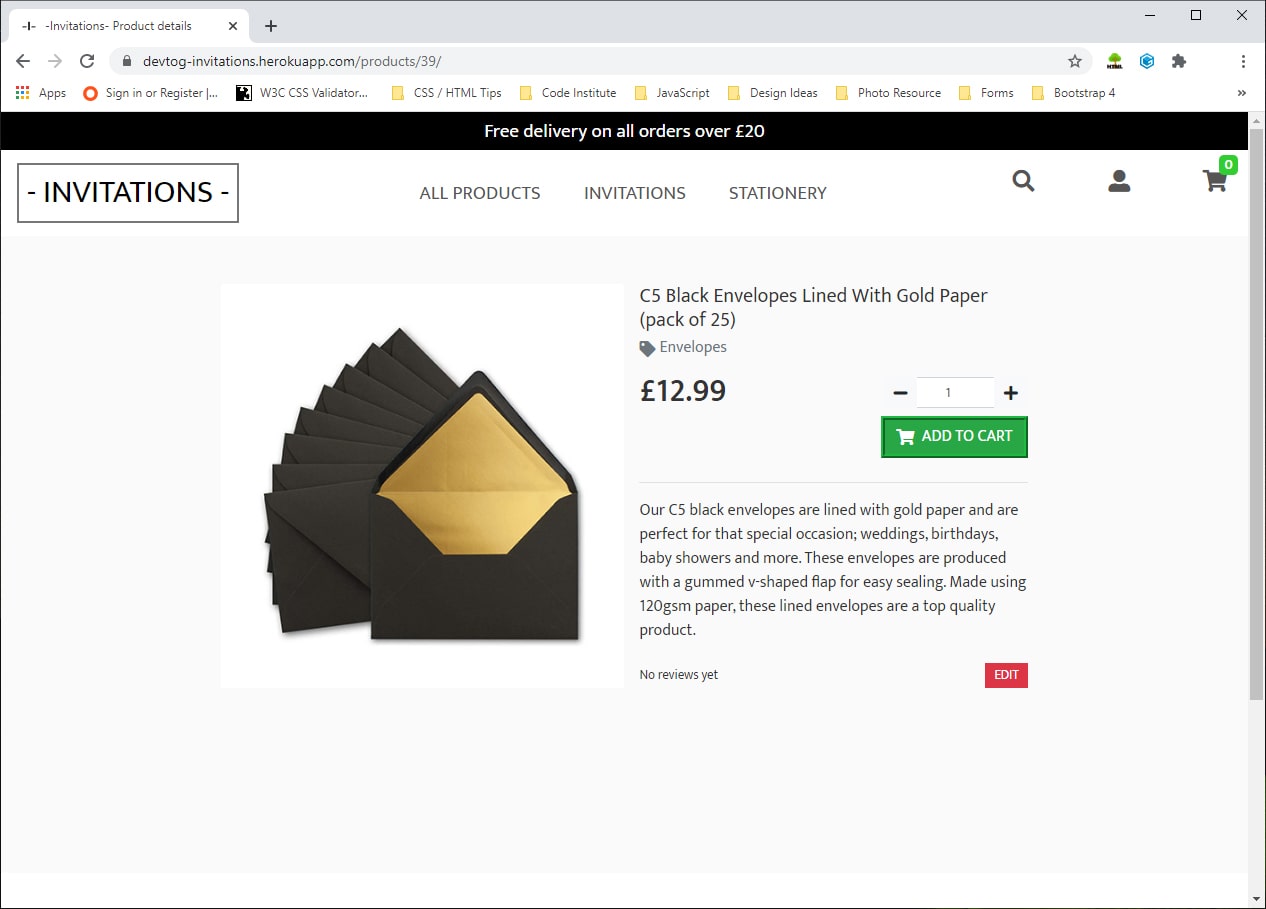 -I- -Invitations- Product details
devtog-invitations.herokuapp.com/products/39/
Apps Sign in or Register |... W3C CSS Validator... CSS / HTML Tips Code Institute JavaScript Design Ideas Photo Resource Forms Bootstrap 4 »
Free delivery on all orders over £20
- INVITATIONS - ALL PRODUCTS INVITATIONS STATIONERY 0
C5 Black Envelopes Lined With Gold Paper
(pack of 25)
Envelopes
£12.99 1
ADD TO CART
Our C5 black envelopes are lined with gold paper and are
perfect for that special occasion; weddings, birthdays,
baby showers and more. These envelopes are produced
with a gummed v-shaped flap for easy sealing. Made using
120gsm paper, these lined envelopes are a top quality
product.
No reviews yet EDIT